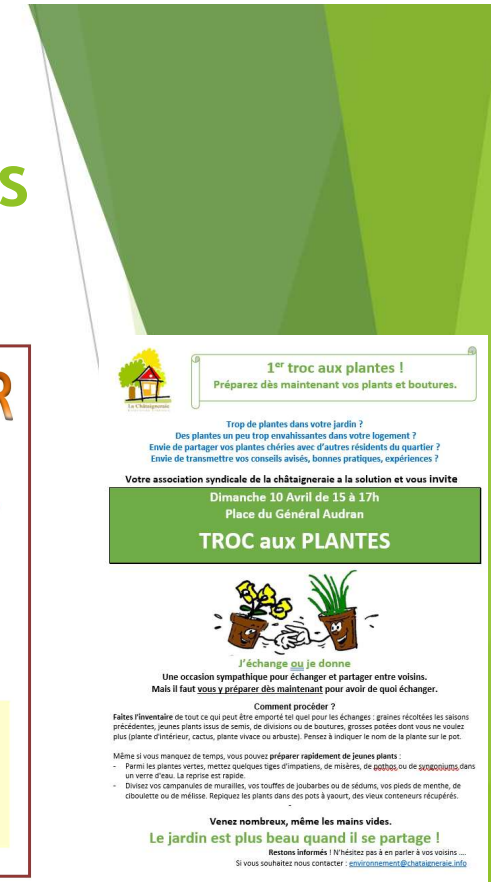 s
R
La Châtaigneraie
1er troc aux plantes !
Préparez dès maintenant vos plants et boutures.
Trop de plantes dans votre jardin ?
Des plantes un peu trop envahissantes dans votre logement ?
Envie de partager vos plantes chéries avec d'autres résidents du quartier ?
Envie de transmettre vos conseils avisés, bonnes pratiques, expériences ?
Votre association syndicale de la châtaigneraie a la solution et vous invite
Dimanche 10 Avril de 15 à 17h
Place du Général Audran
TROC aux PLANTES
J'échange ou je donne
Une occasion sympathique pour échanger et partager entre voisins.
Mais il faut vous y préparer dès maintenant pour avoir de quoi échanger.
Comment procéder ?
Faites l'inventaire de tout ce qui peut être emporté tel quel pour les échanges : graines récoltées les saisons
précédentes, jeunes plants issus de semis, de divisions ou de boutures, grosses potées dont vous ne voulez
plus (plante d'intérieur, cactus, plante vivace ou arbuste). Pensez à indiquer le nom de la plante sur le pot.
Même si vous manquez de temps, vous pouvez préparer rapidement de jeunes plants :
- Parmi les plantes vertes, mettez quelques tiges d'impatiens, de misères, de pothos ou de syngoniums dans
un verre d'eau. La reprise est rapide.
- Divisez vos campanules de murailles, vos touffes de joubarbes ou de sédums, vos pieds de menthe, de
ciboulette ou de mélisse. Repiquez les plants dans des pots à yaourt, des vieux conteneurs récupérés.
-
Venez nombreux, même les mains vides.
Le jardin est plus beau quand il se partage !
Restons informés ! N'hésitez pas à en parler à vos voisins ....
Si vous souhaitez nous contacter : environnement@chataigneraie.info